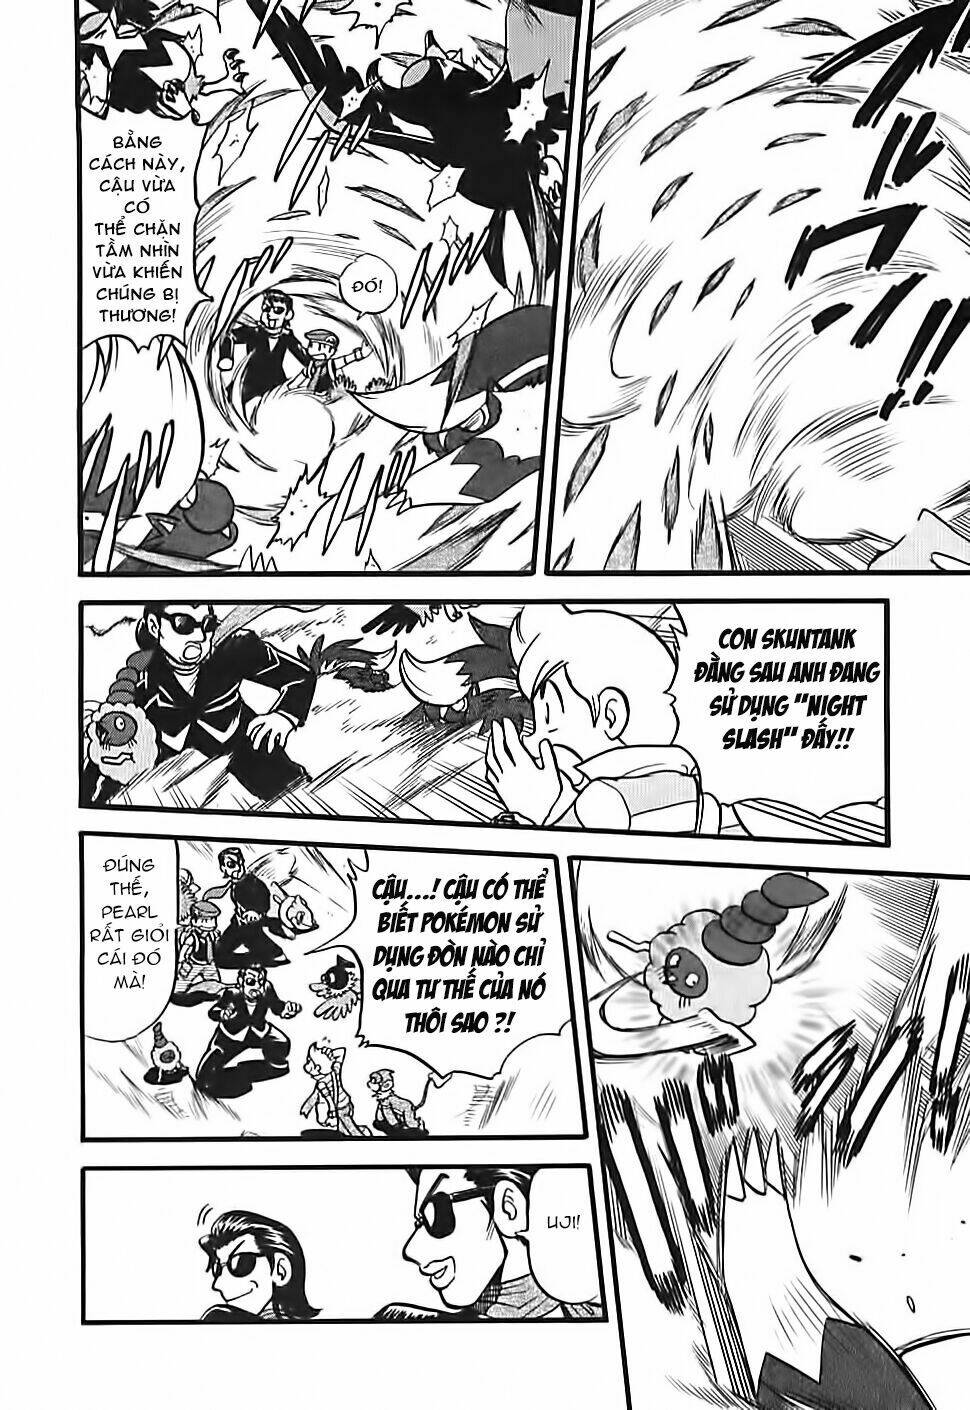 ĐÓ!
BẰNG
CÁCH NÀY,
CẬU VỪA
CÓ
THỂ CHẶN
TẦM NHÌN
VỪA KHIẾN
CHÚNG BỊ
THƯƠNG!
CON SKUNTANK
ĐẰNG SAU ANH ĐANG
SỬ DỤNG "NIGHT
SLASH" ĐẤY!!
CẬU...! CẬU CÓ THỂ
BIẾT POKÉMON SỬ
DỤNG ĐÒN NÀO CHỈ
QUA TƯ THẾ CỦA NÓ
THÔI SAO ?!
ĐÚNG
THẾ,
PEARL
RẤT GIỎI
CÁI ĐÓ
MÀ!
UJI!